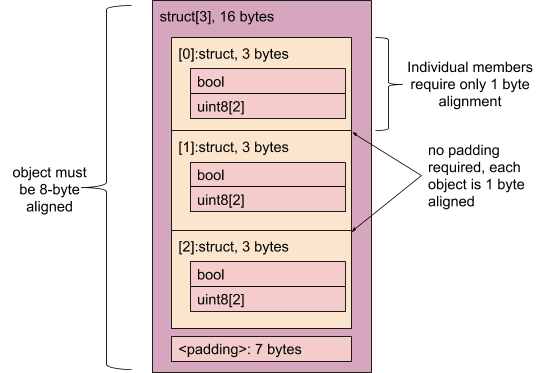 struct[3], 16 bytes
[0]:struct, 3 bytes
bool
uint8[2]
[1]:struct, 3 bytes
bool
uint8[2]
[2]:struct, 3 bytes
bool
uint8[2]
<padding>: 7 bytes
object must
be 8-byte
aligned
Individual members
require only 1 byte
alignment
no padding
required, each
object is 1 byte
aligned